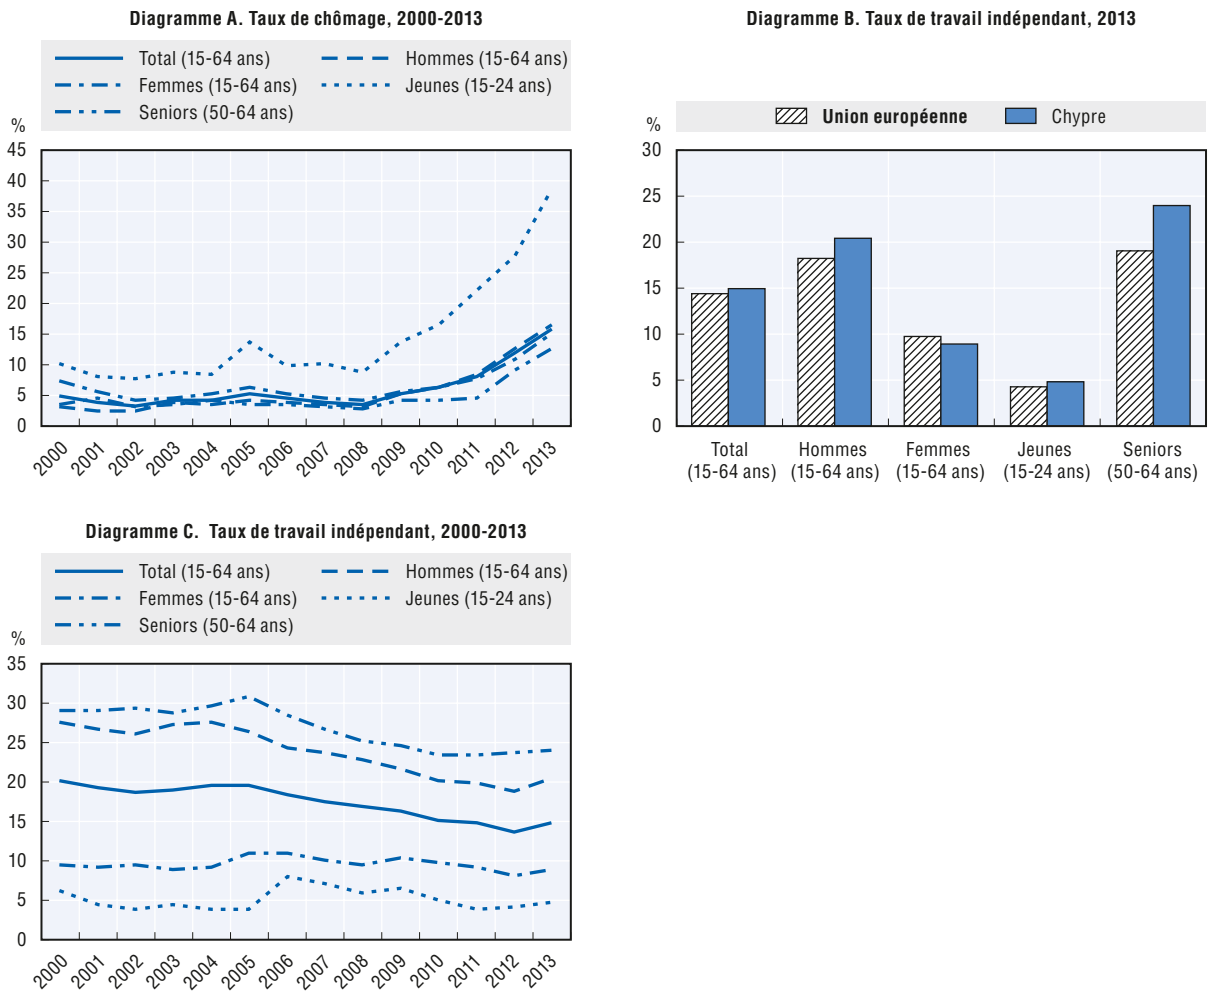 Diagramme A. Taux de chômage, 2000-2013
Total (15-64 ans)
Hommes (15-64 ans)
Femmes (15-64 ans)
Jeunes (15-24 ans)
Seniors (50-64 ans)
%
45
40
35
30
25
20
15
10
5
0
2000
2001
2002
2003
2004
2005
2006
2007
2008
2009
2010
2011
2012
2013
Diagramme B. Taux de travail indépendant, 2013
Union européenne
Chypre
%
30
25
20
15
10
5
0
Total
(15-64 ans)
Hommes
(15-64 ans)
Femmes
(15-64 ans)
Jeunes
(15-24 ans)
Seniors
(50-64 ans)
Diagramme C. Taux de travail indépendant, 2000-2013
Total (15-64 ans)
Hommes (15-64 ans)
Femmes (15-64 ans)
Jeunes (15-24 ans)
Seniors (50-64 ans)
%
35
30
25
20
15
10
5
0
2000
2001
2002
2003
2004
2005
2006
2007
2008
2009
2010
2011
2012
2013